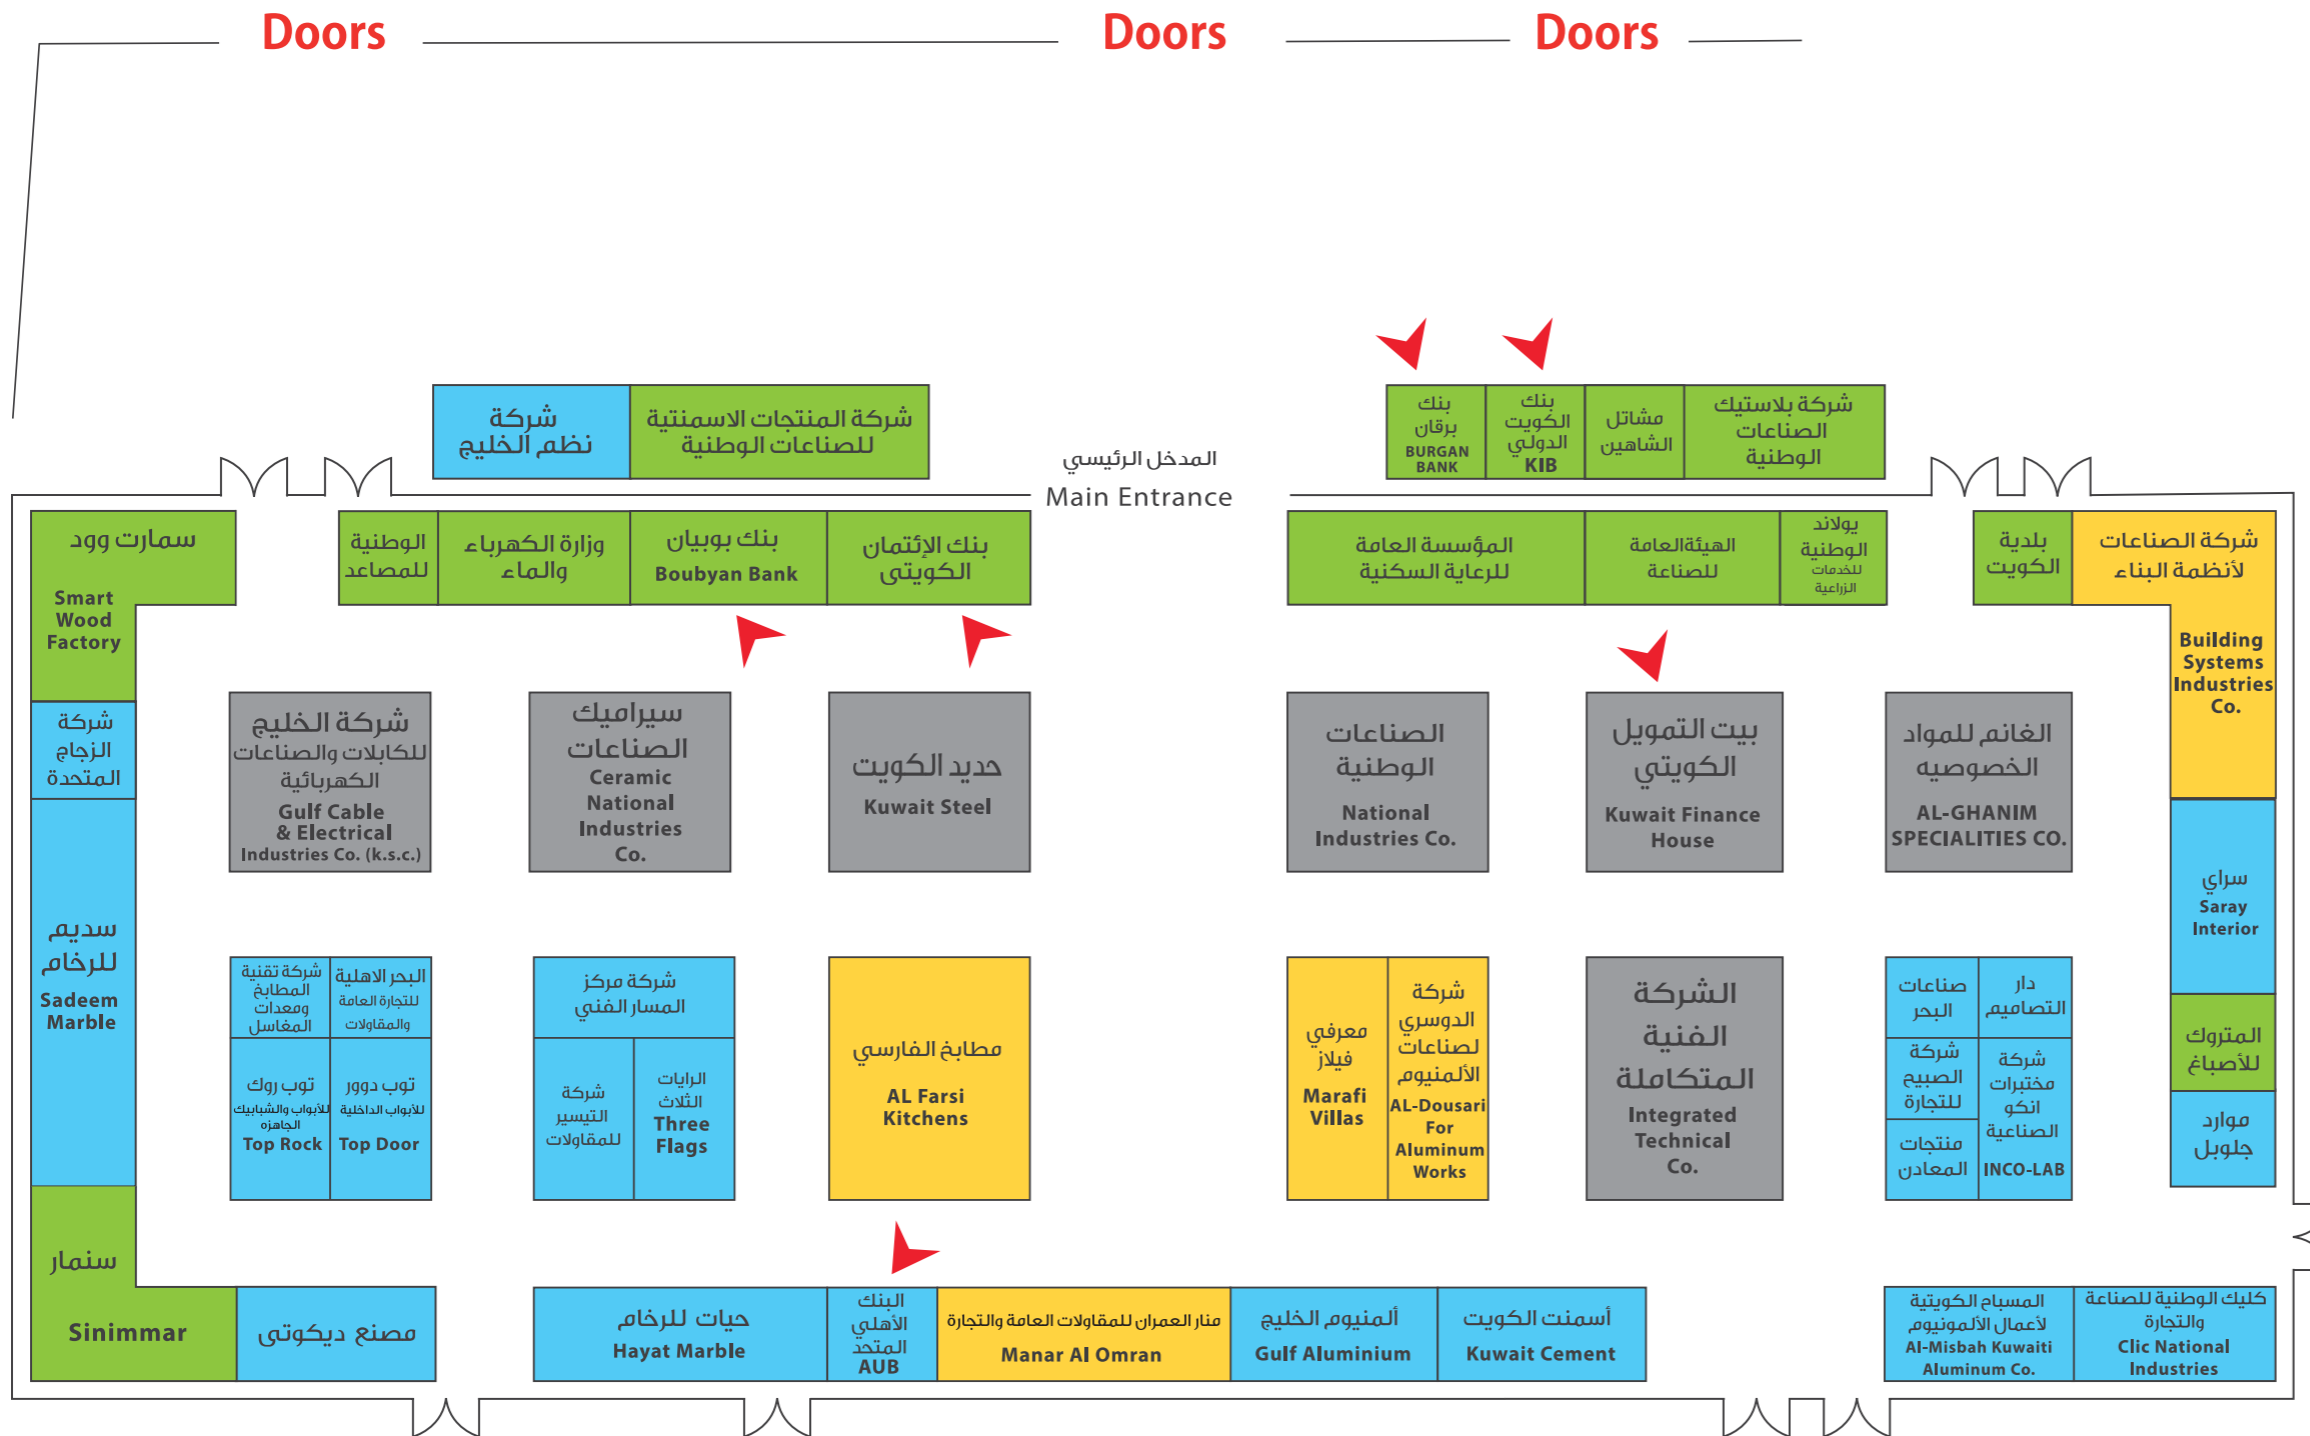 Doors
Doors
Doors
شركة
نظم الخليج
شركة المنتجات الاسمنتية
للصناعات الوطنية
المدخل الرئيسي
Main Entrance
بنك
برقان
BURGAN
BANK
بنك
الكويت
الدولي
KIB
مشاتل
الشاهين
شركة بلاستيك
الصناعات
الوطنية
سمارت وود
Smart
Wood
Factory
الوطنية
للمصاعد
وزارة الكهرباء
والماء
بنك بوبيان
Boubyan Bank
بنك الإئتمان
الكويتى
المؤسسة العامة
للرعاية السكنية
الهيئةالعامة
للصناعة
يولاند
الوطنية
للخدمات
الزراعية
بلدية
الكويت
شركة الصناعات
لأنظمة البناء
Building
Systems
Industries
Co.
شركة
الزجاج
المتحدة
شركة الخليج
للكابلات والصناعات
الكهربائية
Gulf Cable
& Electrical
Industries Co. (k.s.c.)
سيراميك
الصناعات
Ceramic
National
Industries
Co.
حديد الكويت
Kuwait Steel
الصناعات
الوطنية
National
Industries Co.
بيت التمويل
الكويتي
Kuwait Finance
House
الغانم للمواد
الخصوصيه
AL-GHANIM
SPECIALITIES CO.
سراي
Saray
Interior
سديم
للرخام
Sadeem
Marble
شركة تقنية
المطابخ
ومعدات
المغاسل
البحر الاهلية
للتجارة العامة
والمقاولات
توب روك
للأبواب والشبابيك
الجاهزه
Top Rock
توب دوور
للأبواب الداخلية
Top Door
شركة مركز
المسار الفني
شركة
التيسير
للمقاولات
الرايات
الثلاث
Three
Flags
مطابخ الفارسي
AL Farsi
Kitchens
معرفي
فيلاز
Marafi
Villas
شركة
الدوسري
لصناعات
الألمنيوم
AL-Dousari
For
Aluminum
Works
الشركة
الفنية
المتكاملة
Integrated
Technical
Co.
صناعات
البحر
دار
التصاميم
شركة
الصبيح
للتجارة
شركة
مختبرات
انكو
الصناعية
INCO-LAB
منتجات
المعادن
المتروك
للأصباغ
موارد
جلوبل
سنمار
Sinimmar
مصنع ديكوتى
حيات للرخام
Hayat Marble
البنك
الأهلي
المتحد
AUB
منار العمران للمقاولات العامة والتجارة
Manar Al Omran
ألمنيوم الخليج
Gulf Aluminium
أسمنت الكويت
Kuwait Cement
المسباح الكويتية
لأعمال الألمونيوم
Al-Misbah Kuwaiti
Aluminum Co.
كليك الوطنية للصناعة
والتجارة
Clic National
Industries